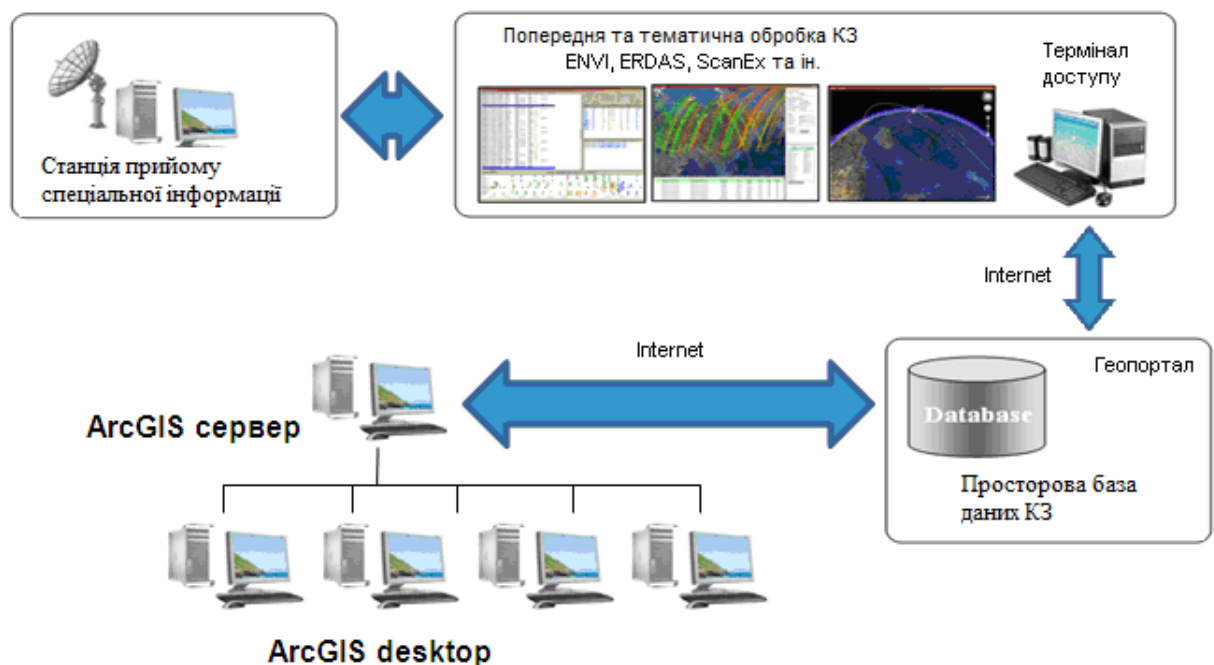 Попередня та тематична обробка КЗ
ENVI, ERDAS, ScanEx та ін.
Термінал
доступу
Станція прийому
спеціальної інформації
Internet
Internet
Геопортал
Database
Просторова база
даних КЗ
ArcGIS сервер
ArcGIS desktop